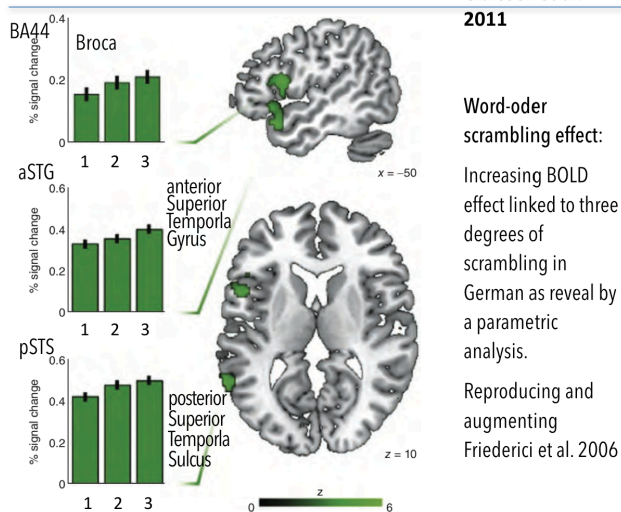 2011
BA44
Broca
0.4
0.2
0
% signal change
1 2 3
x = –50
aSTG
anterior
Superior
Templorla
Gyrus
0.6
0.4
0.2
0
% signal change
1 2 3
pSTS
posterior
Superior
Temporla
Sulcus
0.6
0.4
0.2
0
% signal change
1 2 3
z = 10
z
0 6
Word-oder
scrambling effect:
Increasing BOLD
effect linked to three
degrees of
scrambling in
German as reveal by
a parametric
analysis.
Reproducing and
augmenting
Friederici et al. 2006